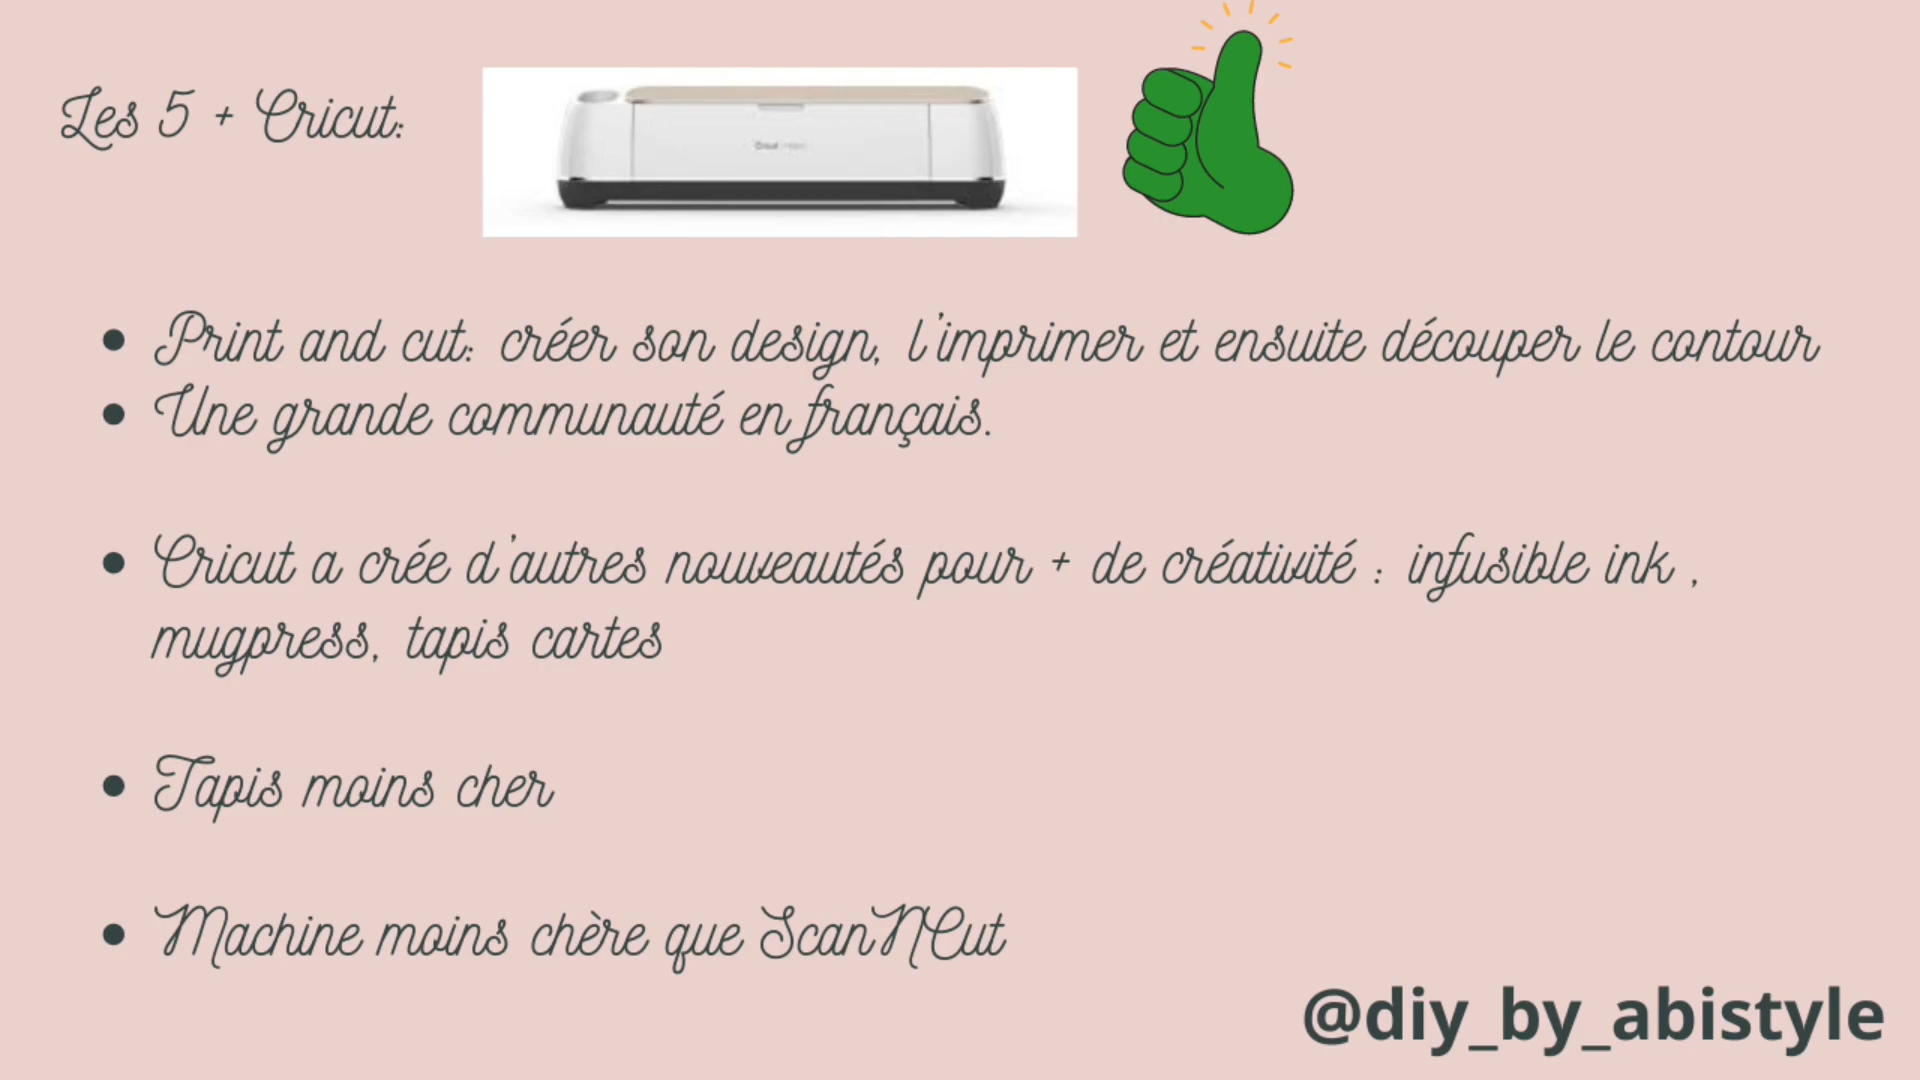 Les 5 + Cricut:
Cricut
Print and cut: créer son design, l'imprimer et ensuite découper le contour
Une grande communauté en français.
Cricut a crée d'autres nouveautés pour + de créativité : infusible ink ,
mugpress, tapis cartes
Tapis moins cher
Machine moins chère que ScanNCut
@diy_by_abistyle